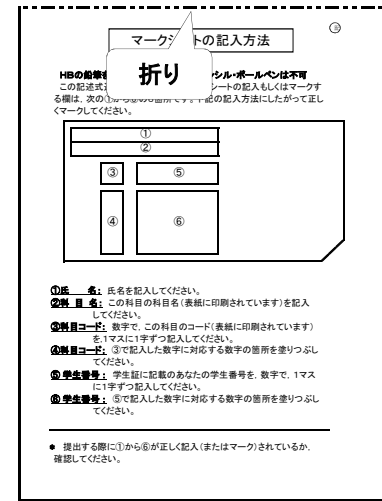 マークシートの記入方法
折り
HBの鉛筆 シル・ボールペンは不可
この記述式 シートの記入もしくはマークす
る欄は、次の①から⑥の6箇所です。下記の記入方法にしたがって正し
くマークしてください。
①
②
③ ⑤
④ ⑥
①氏 名: 氏名を記入してください。
②科 目 名: この科目の科目名(表紙に印刷されています)を記入
してください。
③科目コード: 数字で、この科目のコード(表紙に印刷されています)
を、1マスに1字ずつ記入してください。
④科目コード: ③で記入した数字に対応する数字の箇所を塗りつぶし
てください。
⑤ 学生番号: 学生証に記載のあなたの学生番号を、数字で、1マス
に1字ずつ記入してください。
⑥ 学生番号: ⑤で記入した数字に対応する数字の箇所を塗りつぶし
てください。
* 提出する際に①から⑥が正しく記入(またはマーク)されているか、
確認してください。